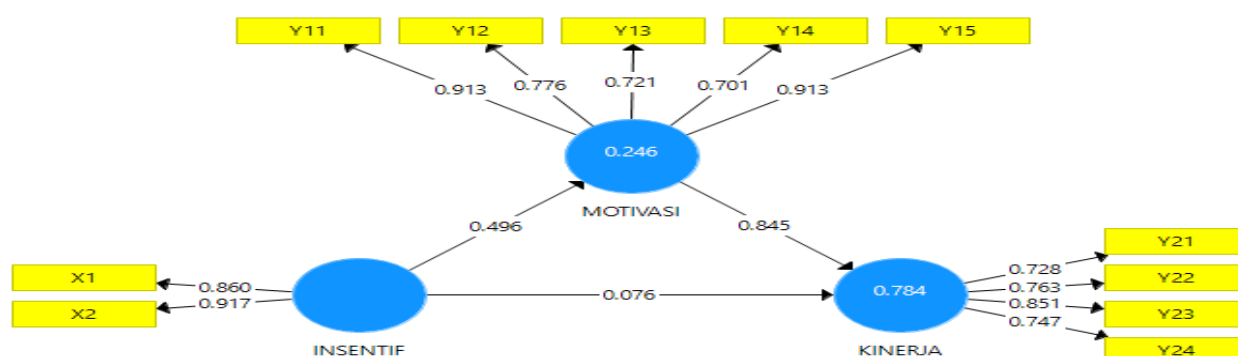 Y11 Y12 Y13 Y14 Y15
0.913 0.776 0.721 0.701 0.913
0.246
MOTIVASI
0.496 0.845
X1
X2
0.860
0.917
INSENTIF
0.076
0.784
KINERJA
0.728
0.763
0.851
0.747
Y21
Y22
Y23
Y24